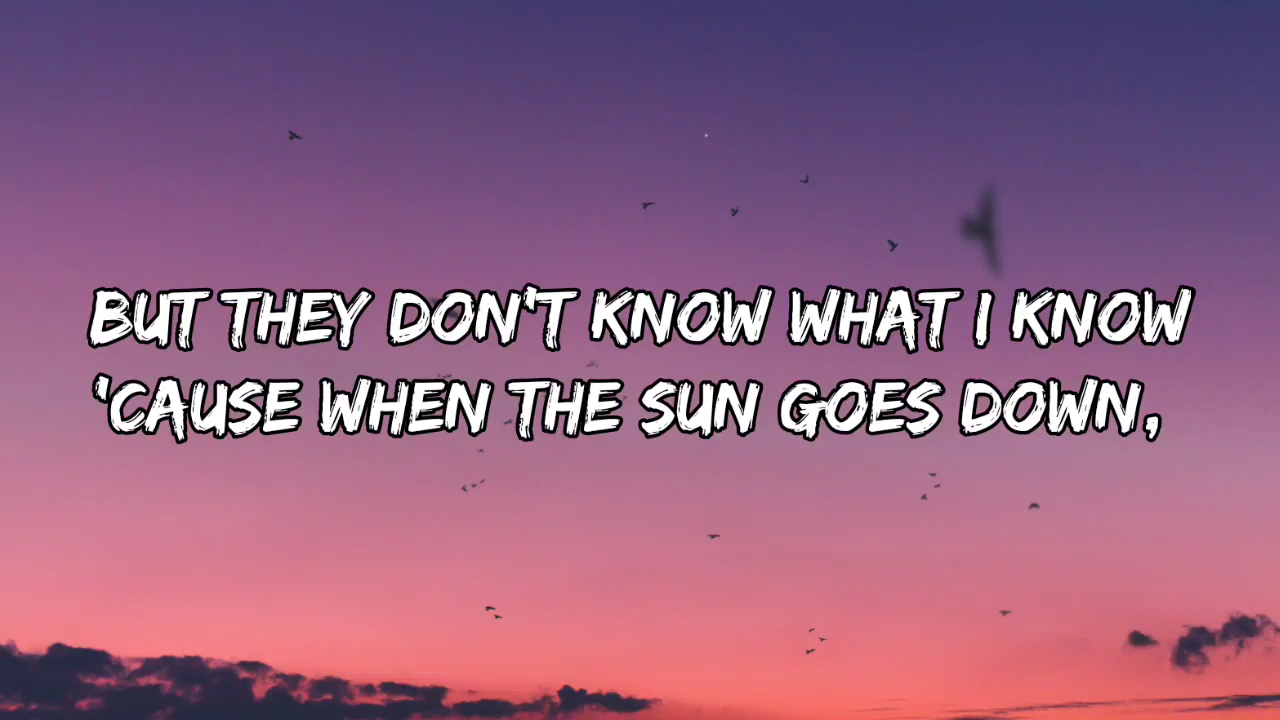 BUT THEY DON'T KNOW WHAT I KNOW
'CAUSE WHEN THE SUN GOES DOWN,